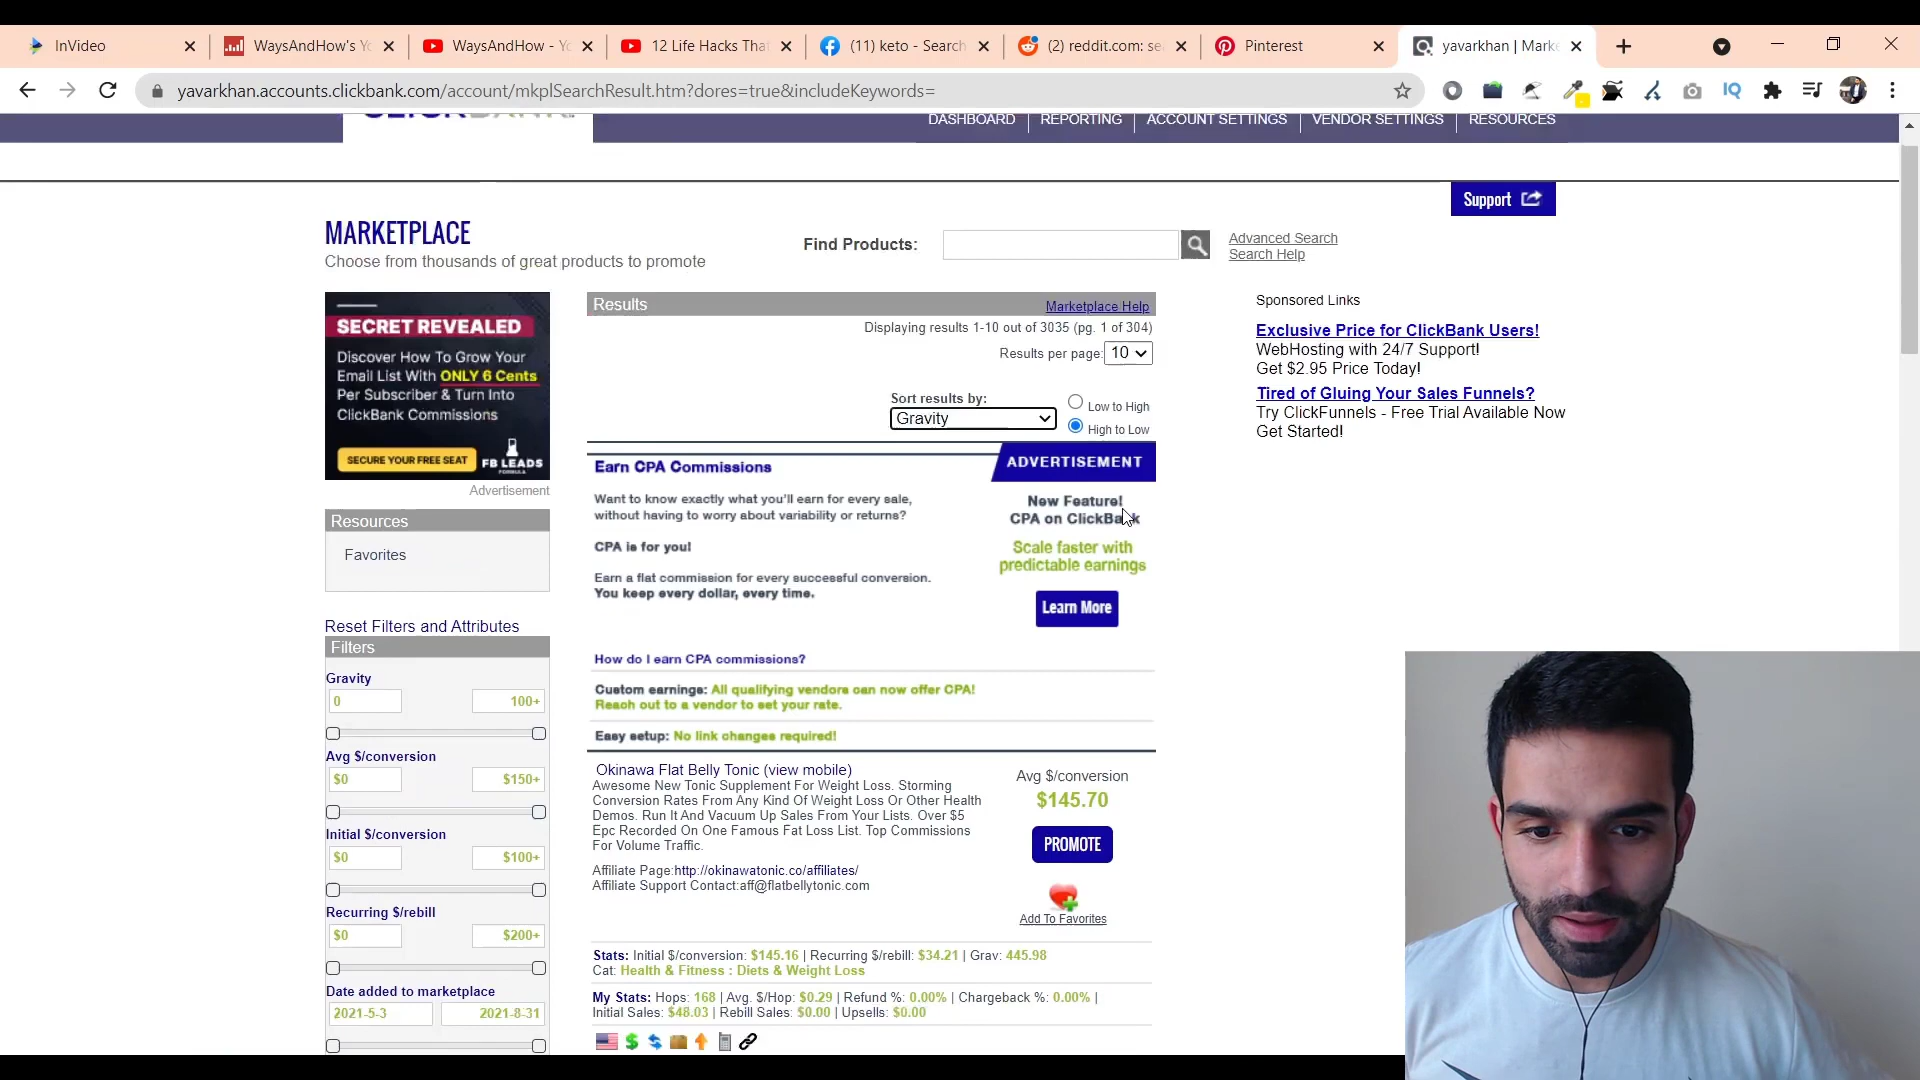 InVideo
WaysAndHow's Yo
WaysAndHow - Yo
12 Life Hacks Tha
(11) keto - Search
(2) reddit.com: sea
Pinterest
yavarkhan | Marke
yavarkhan.accounts.clickbank.com/account/mkplSearchResult.htm?dores=true&includeKeywords=
IQ
CLICKBANK
DASHBOARD
REPORTING
ACCOUNT SETTINGS
VENDOR SETTINGS
RESOURCES
Support
MARKETPLACE
Choose from thousands of great products to promote
Find Products:
Advanced Search
Search Help
SECRET REVEALED
Discover How To Grow Your
Email List With ONLY 6 Cents
Per Subscriber & Turn Into
ClickBank Commissions
SECURE YOUR FREE SEAT
FB LEADS
FORMULA
Advertisement
Resources
Favorites
Reset Filters and Attributes
Filters
Gravity
0 100+
Avg $/conversion
$0 $150+
Initial $/conversion
$0 $100+
Recurring $/rebill
$0 $200+
Date added to marketplace
2021-5-3 2021-8-31
Results
Marketplace Help
Displaying results 1-10 out of 3035 (pg. 1 of 304)
Results per page: 10
Sort results by:
Gravity
Low to High
High to Low
ADVERTISEMENT
Earn CPA Commissions
Want to know exactly what you'll earn for every sale,
without having to worry about variability or returns?
CPA is for you!
Earn a flat commission for every successful conversion.
You keep every dollar, every time.
New Feature!
CPA on ClickBank
Scale faster with
predictable earnings
Learn More
How do I earn CPA commissions?
Custom earnings: All qualifying vendors can now offer CPA!
Reach out to a vendor to set your rate.
Easy setup: No link changes required!
Okinawa Flat Belly Tonic (view mobile)
Awesome New Tonic Supplement For Weight Loss. Storming
Conversion Rates From Any Kind Of Weight Loss Or Other Health
Demos. Run It And Vacuum Up Sales From Your Lists. Over $5
Epc Recorded On One Famous Fat Loss List. Top Commissions
For Volume Traffic.
Affiliate Page:http://okinawatonic.co/affiliates/
Affiliate Support Contact:aff@flatbellytonic.com
Avg $/conversion
$145.70
PROMOTE
Add To Favorites
Stats: Initial $/conversion: $145.16 | Recurring $/rebill: $34.21 | Grav: 445.98
Cat: Health & Fitness : Diets & Weight Loss
My Stats: Hops: 168 | Avg. $/Hop: $0.29 | Refund %: 0.00% | Chargeback %: 0.00% |
Initial Sales: $48.03 | Rebill Sales: $0.00 | Upsells: $0.00
Sponsored Links
Exclusive Price for ClickBank Users!
WebHosting with 24/7 Support!
Get $2.95 Price Today!
Tired of Gluing Your Sales Funnels?
Try ClickFunnels - Free Trial Available Now
Get Started!